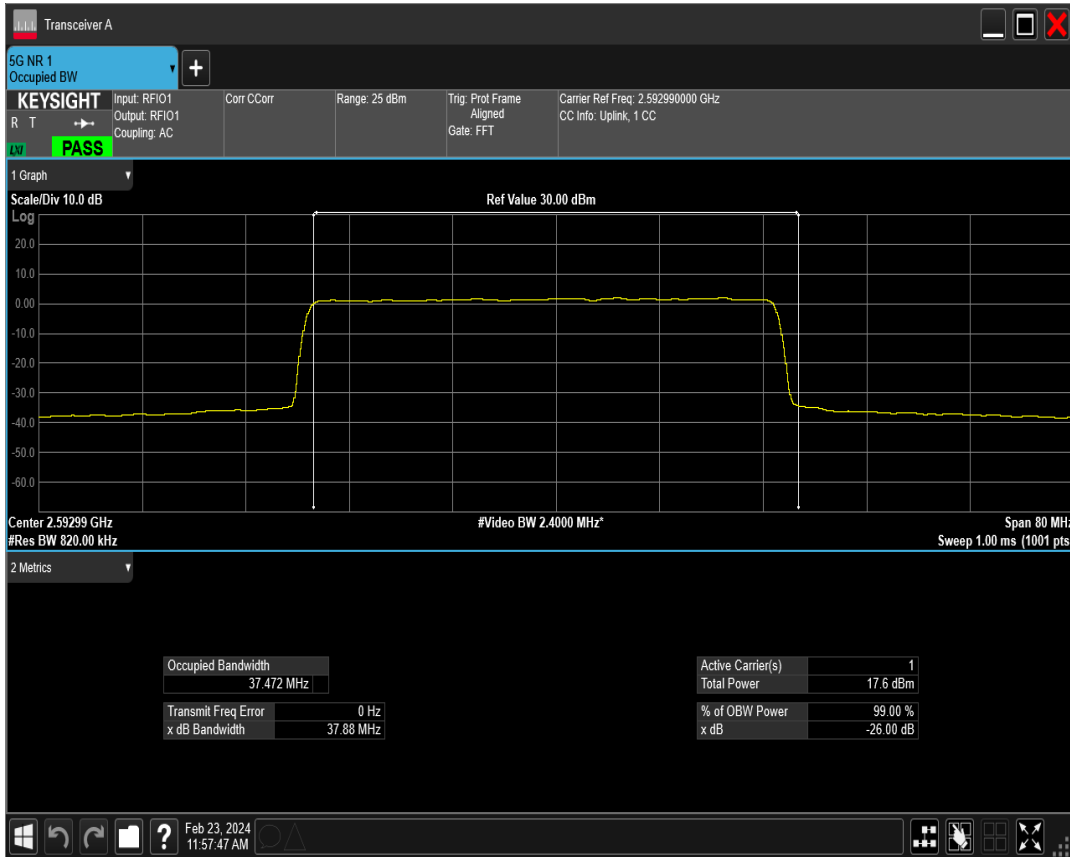 Transceiver A
5G NR 1
Occupied BW
KEYSIGHT
R T
LXI
PASS
Input: RFIO1
Output: RFIO1
Coupling: AC
Corr CCorr
Range: 25 dBm
Trig: Prot Frame
Aligned
Gate: FFT
Carrier Ref Freq: 2.592990000 GHz
CC Info: Uplink, 1 CC
1 Graph
Scale/Div 10.0 dB
Ref Value 30.00 dBm
Log
20.0
10.0
0.00
-10.0
-20.0
-30.0
-40.0
-50.0
-60.0
Center 2.59299 GHz
#Video BW 2.4000 MHz*
Span 80 MHz
#Res BW 820.00 kHz
Sweep 1.00 ms (1001 pts
2 Metrics
Occupied Bandwidth
37.472 MHz
Transmit Freq Error 0 Hz
x dB Bandwidth 37.88 MHz
Active Carrier(s) 1
Total Power 17.6 dBm
% of OBW Power 99.00 %
x dB -26.00 dB
?
Feb 23, 2024
11:57:47 AM